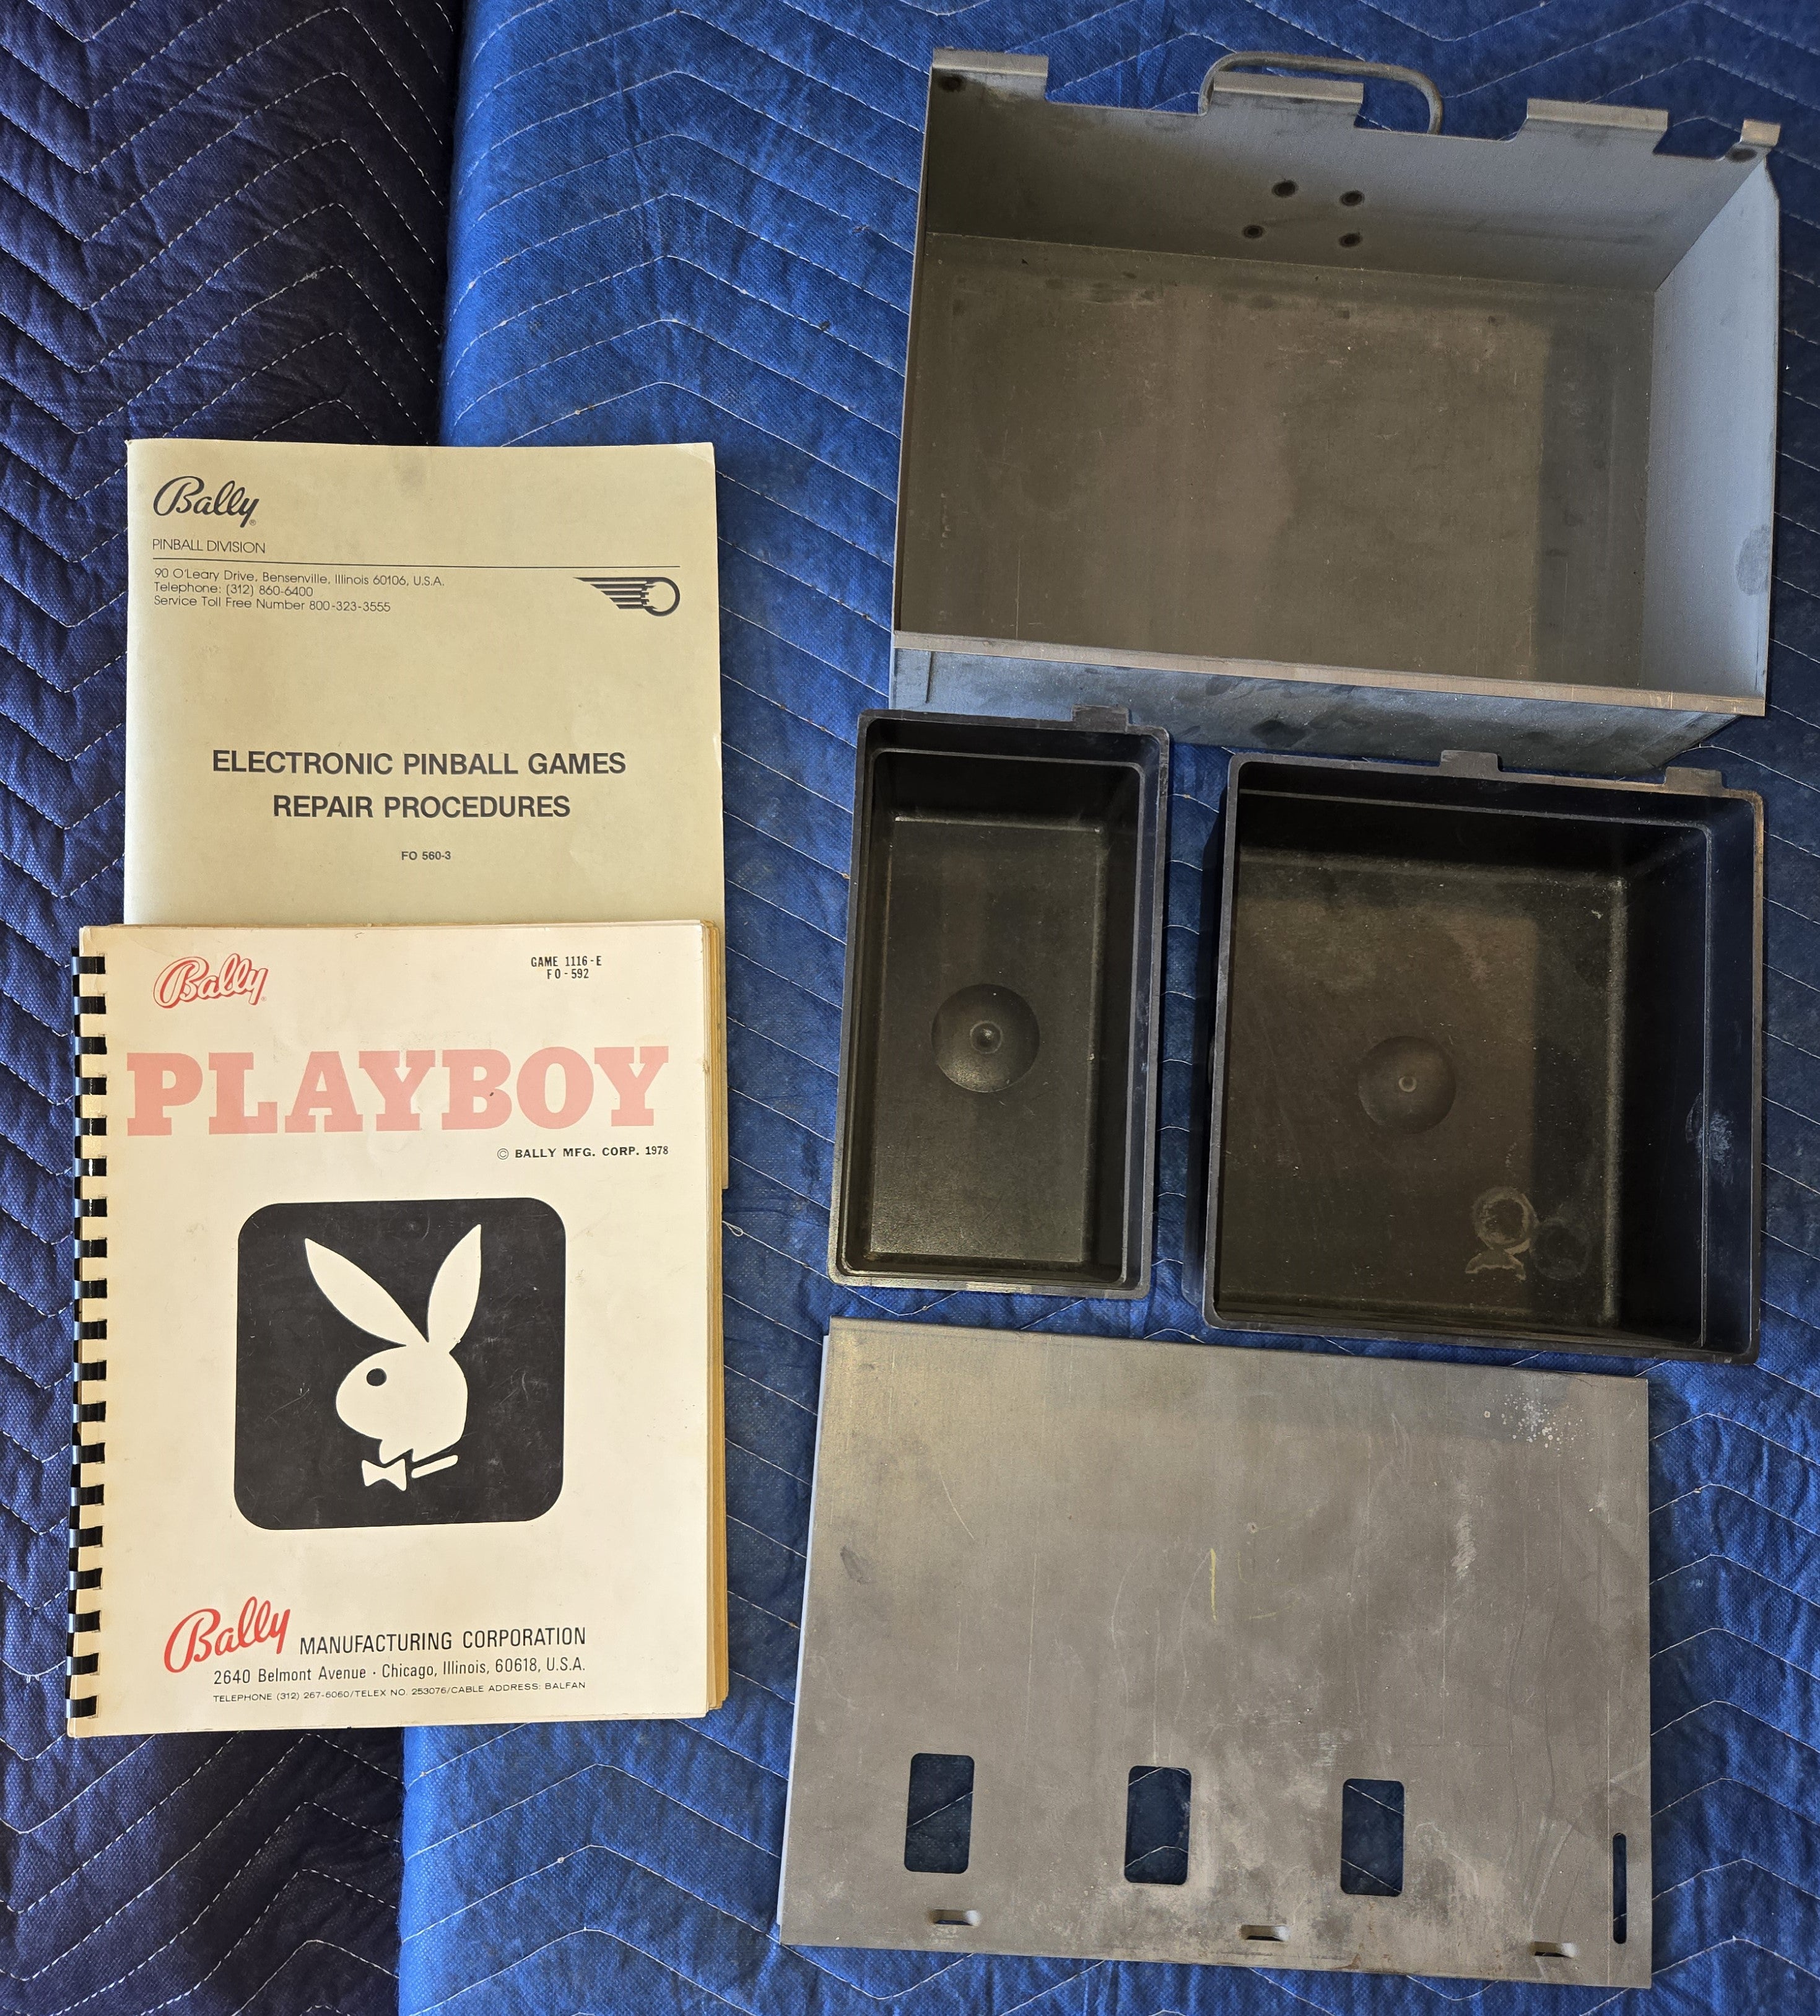 Bally®
PINBALL DIVISION
90 O'Leary Drive, Bensenville, Illinois 60106, U.S.A.
Telephone: (312) 860-6400
Service Toll Free Number 800-323-3555
ELECTRONIC PINBALL GAMES
REPAIR PROCEDURES
FO 560-3
Bally®
GAME 1116-E
FO-592
PLAYBOY
© BALLY MFG. CORP. 1978
Bally MANUFACTURING CORPORATION
2640 Belmont Avenue · Chicago, Illinois, 60618, U.S.A.
TELEPHONE (312) 267-6060/TELEX NO. 253076/CABLE ADDRESS: BALFAN